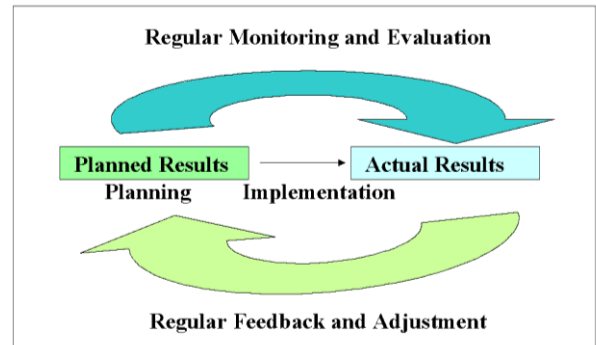 Regular Monitoring and Evaluation
Planned Results
Actual Results
Planning
Implementation
Regular Feedback and Adjustment